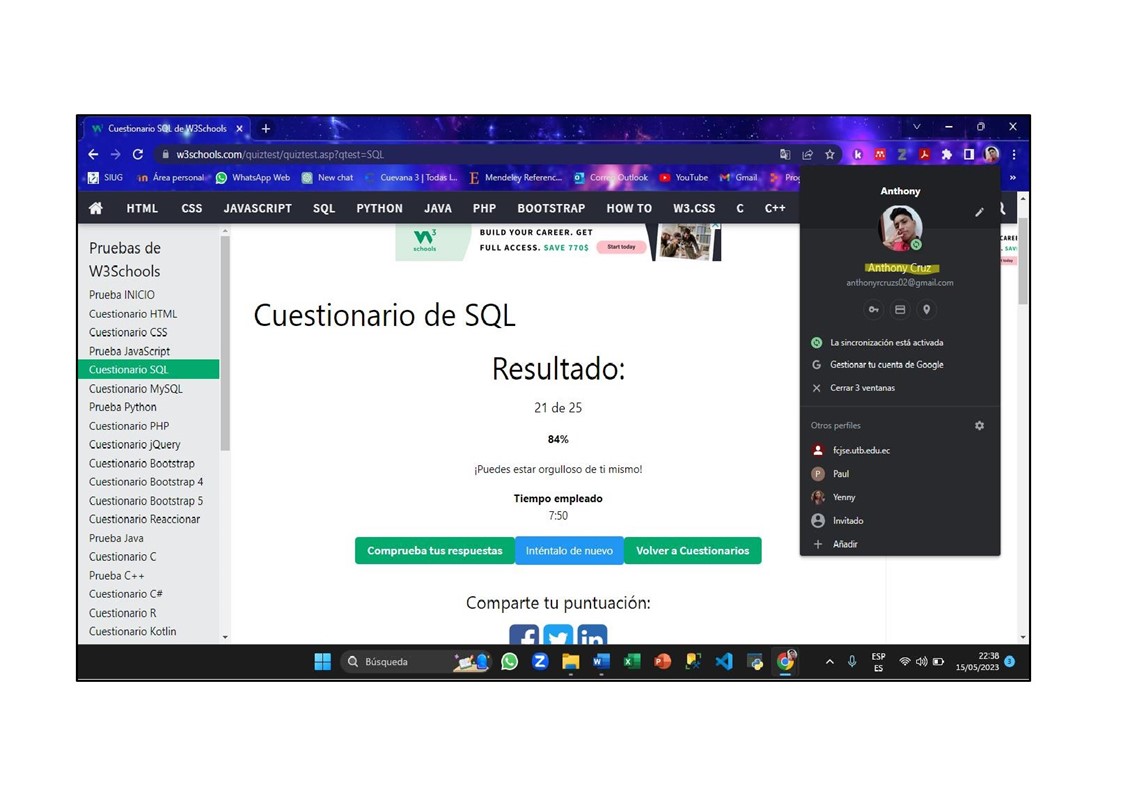 Cuestionario SQL de W3Schools
w3schools.com/quiztest/quiztest.asp?qtest=SQL
SIUG
Área personal
WhatsApp Web
New chat
Cuevana 3 | Todas l...
Mendeley Referenc...
Correo Outlook
YouTube
Gmail
HTML
CSS
JAVASCRIPT
SQL
PYTHON
JAVA
PHP
BOOTSTRAP
HOW TO
W3.CSS
C
C++
Pruebas de
W3Schools
Prueba INICIO
Cuestionario HTML
Cuestionario CSS
Prueba JavaScript
Cuestionario SQL
Cuestionario MySQL
Prueba Python
Cuestionario PHP
Cuestionario jQuery
Cuestionario Bootstrap
Cuestionario Bootstrap 4
Cuestionario Bootstrap 5
Cuestionario Reaccionar
Prueba Java
Cuestionario C
Prueba C++
Cuestionario C#
Cuestionario R
Cuestionario Kotlin
W3
schools
BUILD YOUR CAREER. GET
FULL ACCESS. SAVE 770$
Start today
Cuestionario de SQL
Resultado:
21 de 25
84%
¡Puedes estar orgulloso de ti mismo!
Tiempo empleado
7:50
Comprueba tus respuestas
Inténtalo de nuevo
Volver a Cuestionarios
Comparte tu puntuación:
Anthony
Anthony Cruz
anthonyrcruzs02@gmail.com
La sincronización está activada
Gestionar tu cuenta de Google
Cerrar 3 ventanas
Otros perfiles
fcjse.utb.edu.ec
P Paul
Yenny
Invitado
Añadir
Búsqueda
ESP
ES
22:38
15/05/2023
3